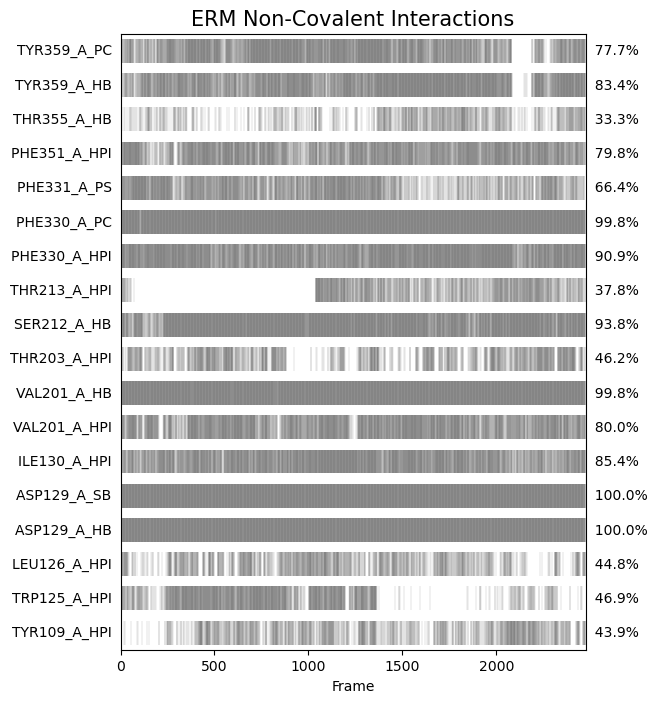 ERM Non-Covalent Interactions
TYR359_A_PC 77.7%
TYR359_A_HB 83.4%
THR355_A_HB 33.3%
PHE351_A_HPI 79.8%
PHE331_A_PS 66.4%
PHE330_A_PC 99.8%
PHE330_A_HPI 90.9%
THR213_A_HPI 37.8%
SER212_A_HB 93.8%
THR203_A_HPI 46.2%
VAL201_A_HB 99.8%
VAL201_A_HPI 80.0%
ILE130_A_HPI 85.4%
ASP129_A_SB 100.0%
ASP129_A_HB 100.0%
LEU126_A_HPI 44.8%
TRP125_A_HPI 46.9%
TYR109_A_HPI 43.9%
0 500 1000 1500 2000
Frame